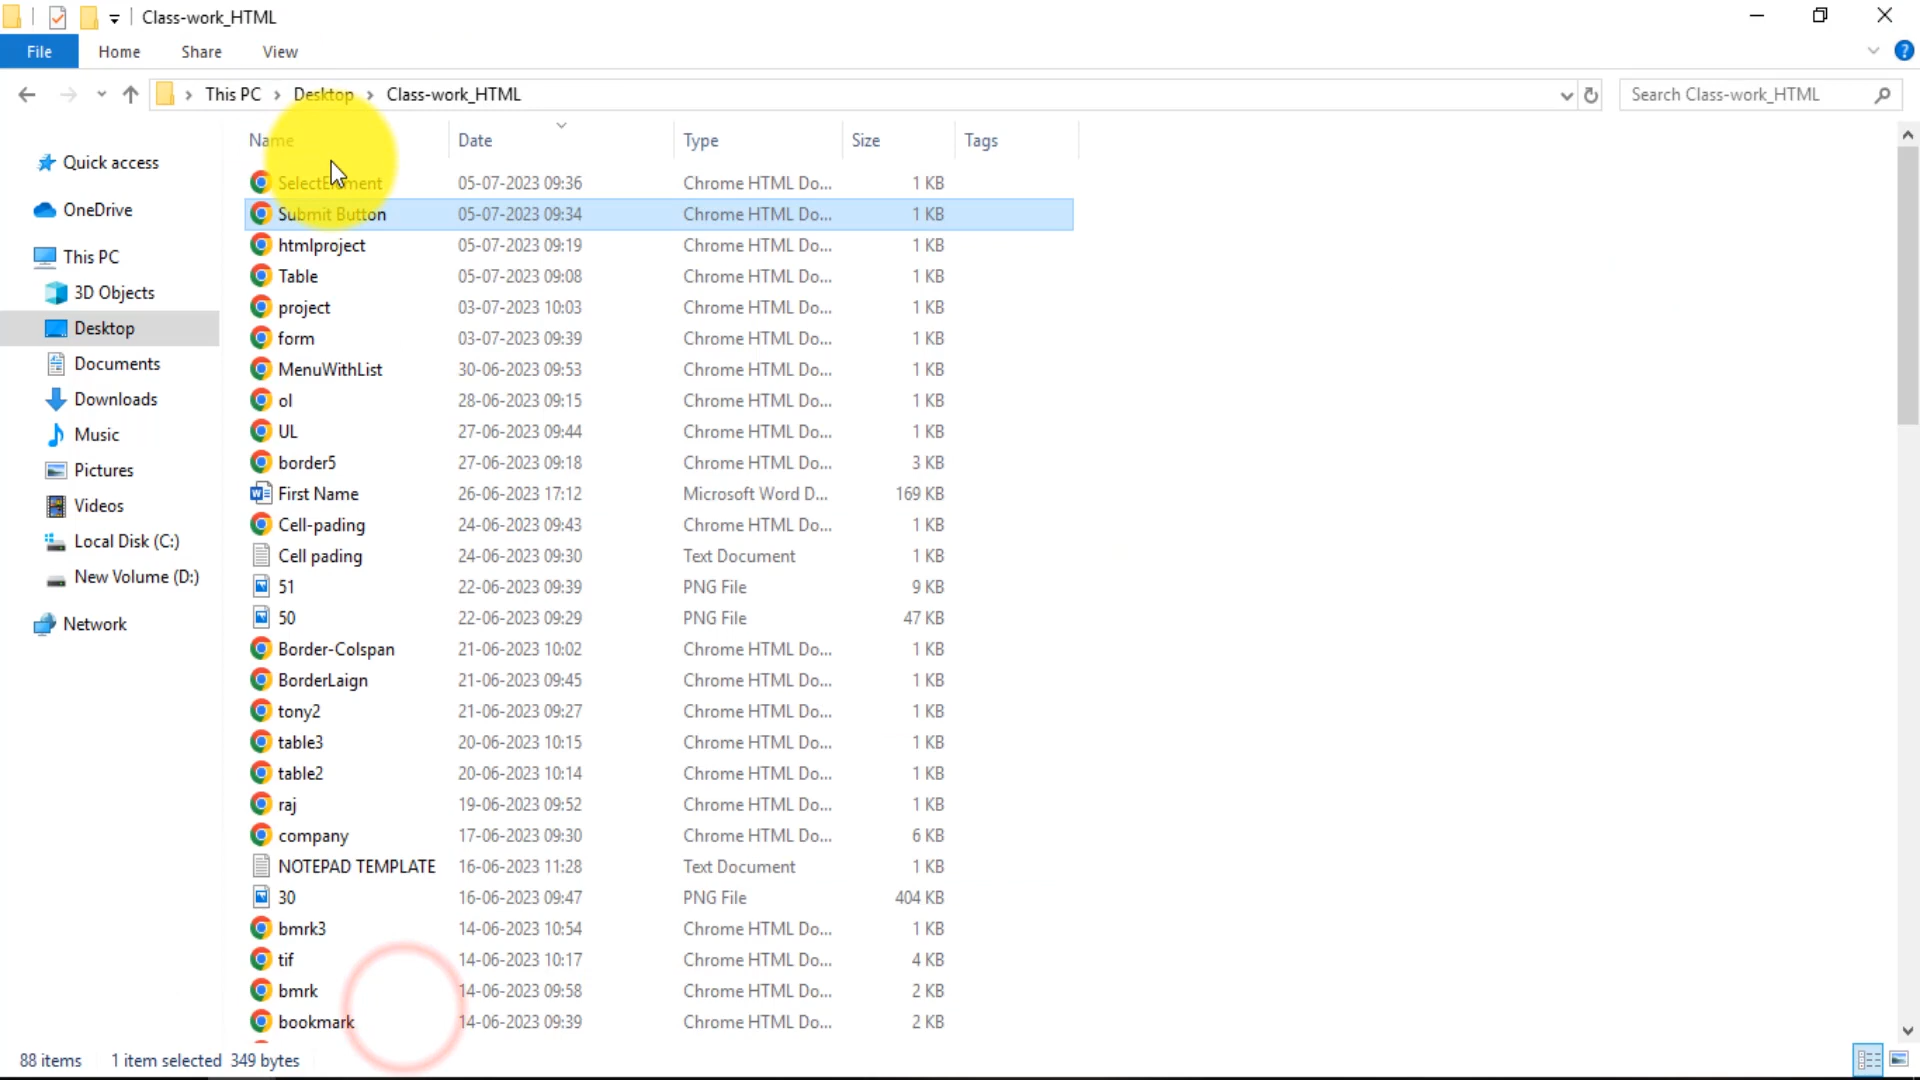 Class-work_HTML
File Home Share View
This PC Desktop Class-work_HTML Search Class-work_HTML
Name Date Type Size Tags
Quick access
OneDrive
This PC
3D Objects
Desktop
Documents
Downloads
Music
Pictures
Videos
Local Disk (C:)
New Volume (D:)
Network
SelectElement 05-07-2023 09:36 Chrome HTML Do... 1 KB
Submit Button 05-07-2023 09:34 Chrome HTML Do... 1 KB
htmlproject 05-07-2023 09:19 Chrome HTML Do... 1 KB
Table 05-07-2023 09:08 Chrome HTML Do... 1 KB
project 03-07-2023 10:03 Chrome HTML Do... 1 KB
form 03-07-2023 09:39 Chrome HTML Do... 1 KB
MenuWithList 30-06-2023 09:53 Chrome HTML Do... 1 KB
ol 28-06-2023 09:15 Chrome HTML Do... 1 KB
UL 27-06-2023 09:44 Chrome HTML Do... 1 KB
border5 27-06-2023 09:18 Chrome HTML Do... 3 KB
First Name 26-06-2023 17:12 Microsoft Word D... 169 KB
Cell-pading 24-06-2023 09:43 Chrome HTML Do... 1 KB
Cell pading 24-06-2023 09:30 Text Document 1 KB
51 22-06-2023 09:39 PNG File 9 KB
50 22-06-2023 09:29 PNG File 47 KB
Border-Colspan 21-06-2023 10:02 Chrome HTML Do... 1 KB
BorderLaign 21-06-2023 09:45 Chrome HTML Do... 1 KB
tony2 21-06-2023 09:27 Chrome HTML Do... 1 KB
table3 20-06-2023 10:15 Chrome HTML Do... 1 KB
table2 20-06-2023 10:14 Chrome HTML Do... 1 KB
raj 19-06-2023 09:52 Chrome HTML Do... 1 KB
company 17-06-2023 09:30 Chrome HTML Do... 6 KB
NOTEPAD TEMPLATE 16-06-2023 11:28 Text Document 1 KB
30 16-06-2023 09:47 PNG File 404 KB
bmrk3 14-06-2023 10:54 Chrome HTML Do... 1 KB
tif 14-06-2023 10:17 Chrome HTML Do... 4 KB
bmrk 14-06-2023 09:58 Chrome HTML Do... 2 KB
bookmark 14-06-2023 09:39 Chrome HTML Do... 2 KB
88 items 1 item selected 349 bytes